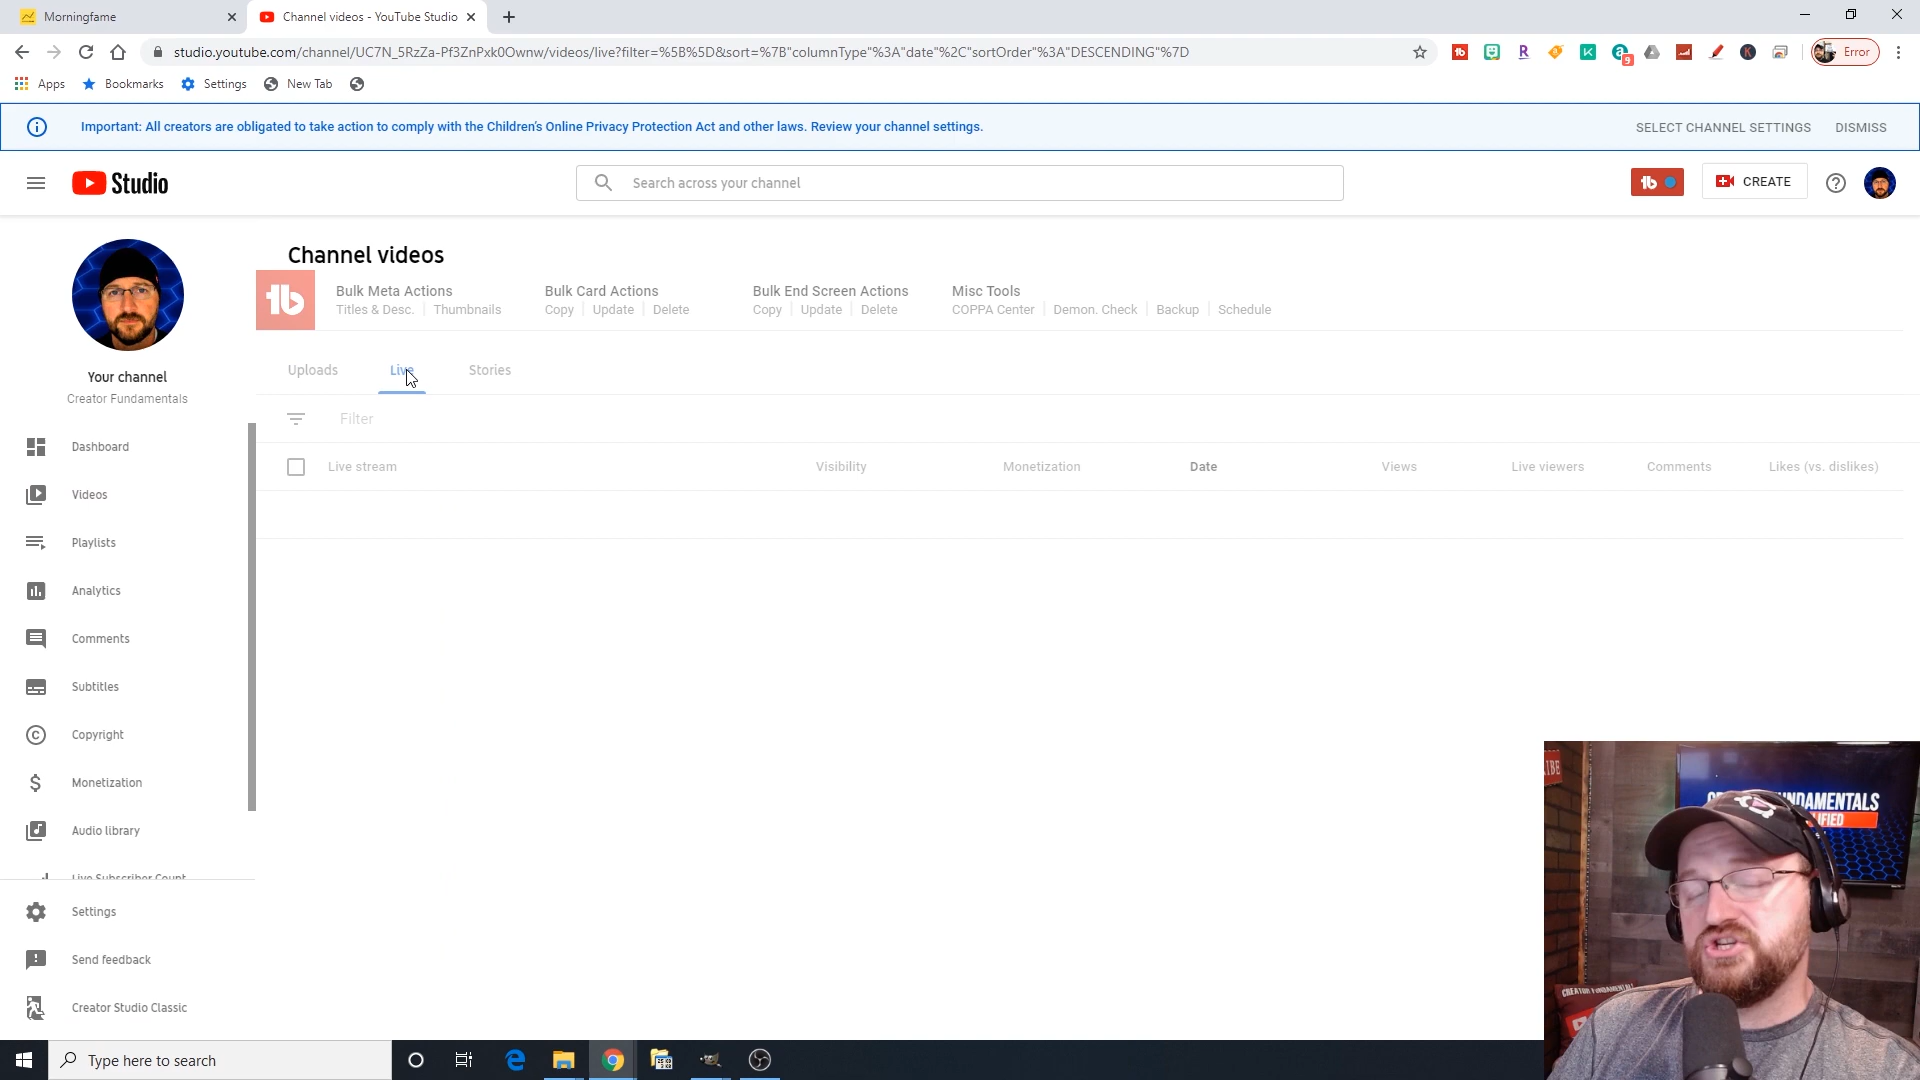 Morningfame
Channel videos - YouTube Studio
studio.youtube.com/channel/UC7N_5RzZa-Pf3ZnPxk0Ownw/videos/live?filter=%5B%5D&sort=%7B"columnType"%3A"date"%2C"sortOrder"%3A"DESCENDING"%7D
9
Error
Apps
Bookmarks
Settings
New Tab
Important: All creators are obligated to take action to comply with the Children's Online Privacy Protection Act and other laws. Review your channel settings.
SELECT CHANNEL SETTINGS
DISMISS
Studio
Search across your channel
CREATE
Channel videos
Bulk Meta Actions
Titles & Desc. | Thumbnails
Bulk Card Actions
Copy | Update | Delete
Bulk End Screen Actions
Copy | Update | Delete
Misc Tools
COPPA Center | Demon. Check | Backup | Schedule
Your channel
Creator Fundamentals
Uploads
Live
Stories
Filter
Live stream
Visibility
Monetization
Date
Views
Live viewers
Comments
Likes (vs. dislikes)
Dashboard
Videos
Playlists
Analytics
Comments
Subtitles
Copyright
Monetization
Audio library
Live Subscriber Count
Settings
Send feedback
Creator Studio Classic
Type here to search